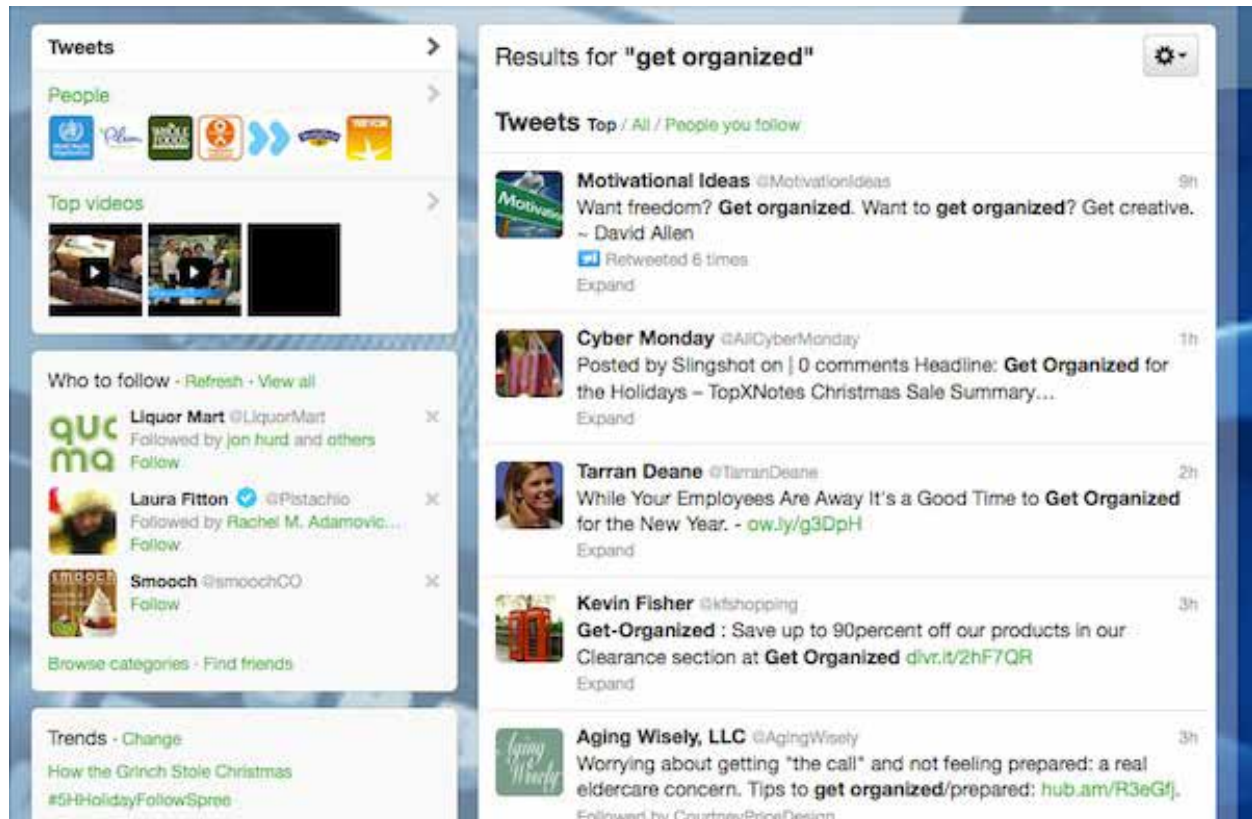 Tweets
People
WHOLE
FOODS
Top videos
Who to follow · Refresh · View all
Liquor Mart @LiquorMart
Followed by jon hurd and others
Follow
Laura Fitton @Pistachio
Followed by Rachel M. Adamovic...
Follow
Smooch @smoochCO
Follow
Browse categories · Find friends
Trends · Change
How the Grinch Stole Christmas
#5HHolidayFollowSpree
Results for "get organized"
Tweets Top / All / People you follow
Motivational Ideas @MotivationIdeas 9h
Want freedom? Get organized. Want to get organized? Get creative.
~ David Allen
Retweeted 6 times
Expand
Cyber Monday @AllCyberMonday 1h
Posted by Slingshot on | 0 comments Headline: Get Organized for
the Holidays – TopXNotes Christmas Sale Summary…
Expand
Tarran Deane @TarranDeane 2h
While Your Employees Are Away It's a Good Time to Get Organized
for the New Year. - ow.ly/g3DpH
Expand
Kevin Fisher @kfshopping 3h
Get-Organized : Save up to 90percent off our products in our
Clearance section at Get Organized dlvr.it/2hF7QR
Expand
Aging Wisely, LLC @AgingWisely 3h
Worrying about getting "the call" and not feeling prepared: a real
eldercare concern. Tips to get organized/prepared: hub.am/R3eGfj.
Followed by CourtneyPriceDesign